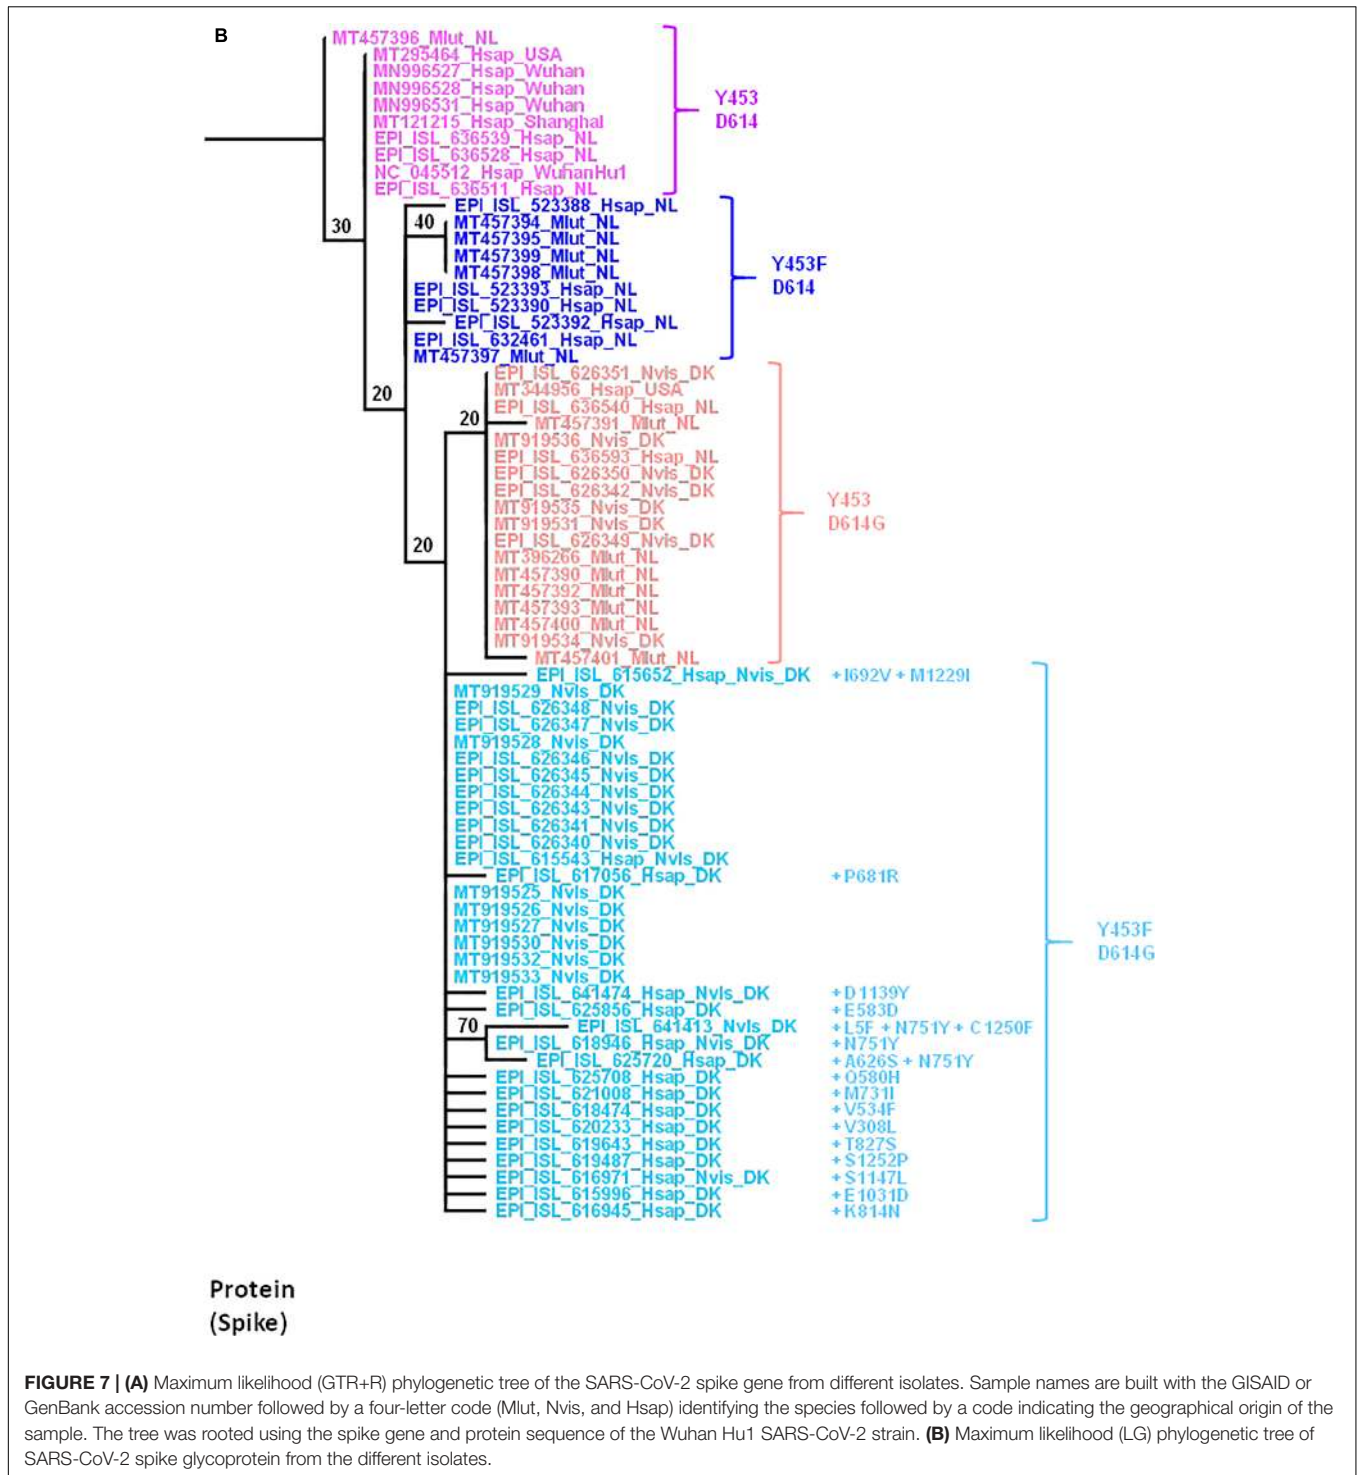 B
MT457396_Mlut_NL
MT295464_Hsap_USA
MN996527_Hsap_Wuhan
MN996528_Hsap_Wuhan
MN996531_Hsap_Wuhan
MT121215_Hsap_Shanghai
EPI_ISL_636539_Hsap_NL
EPI_ISL_636528_Hsap_NL
NC_045512_Hsap_WuhanHu1
EPI_ISL_636511_Hsap_NL
Y453
D614
30
EPI_ISL_523388_Hsap_NL
40
MT457394_Mlut_NL
MT457395_Mlut_NL
MT457399_Mlut_NL
MT457398_Mlut_NL
EPI_ISL_523393_Hsap_NL
EPI_ISL_523390_Hsap_NL
EPI_ISL_523392_Hsap_NL
EPI_ISL_632461_Hsap_NL
MT457397_Mlut_NL
Y453F
D614
20
EPI_ISL_626351_Nvis_DK
MT344956_Hsap_USA
EPI_ISL_636540_Hsap_NL
20
MT457391_Mlut_NL
MT919536_Nvis_DK
EPI_ISL_636593_Hsap_NL
EPI_ISL_626350_Nvis_DK
EPI_ISL_626342_Nvis_DK
MT919535_Nvis_DK
MT919531_Nvis_DK
EPI_ISL_626349_Nvis_DK
MT396266_Mlut_NL
MT457390_Mlut_NL
MT457392_Mlut_NL
MT457393_Mlut_NL
MT457400_Mlut_NL
MT919534_Nvis_DK
MT457401_Mlut_NL
Y453
D614G
20
EPI_ISL_615652_Hsap_Nvis_DK +I692V + M1229I
MT919529_Nvis_DK
EPI_ISL_626348_Nvis_DK
EPI_ISL_626347_Nvis_DK
MT919528_Nvis_DK
EPI_ISL_626346_Nvis_DK
EPI_ISL_626345_Nvis_DK
EPI_ISL_626344_Nvis_DK
EPI_ISL_626343_Nvis_DK
EPI_ISL_626341_Nvis_DK
EPI_ISL_626340_Nvis_DK
EPI_ISL_615543_Hsap_Nvis_DK
EPI_ISL_617056_Hsap_DK +P681R
MT919525_Nvis_DK
MT919526_Nvis_DK
MT919527_Nvis_DK
MT919530_Nvis_DK
MT919532_Nvis_DK
MT919533_Nvis_DK
EPI_ISL_641474_Hsap_Nvis_DK +D1139Y
EPI_ISL_625856_Hsap_DK +E583D
70
EPI_ISL_641413_Nvis_DK +L5F + N751Y + C1250F
EPI_ISL_618946_Hsap_Nvis_DK +N751Y
EPI_ISL_625720_Hsap_DK +A626S + N751Y
EPI_ISL_625708_Hsap_DK +Q580H
EPI_ISL_621008_Hsap_DK +M731I
EPI_ISL_618474_Hsap_DK +V534F
EPI_ISL_620233_Hsap_DK +V308L
EPI_ISL_619643_Hsap_DK +T827S
EPI_ISL_619487_Hsap_DK +S1252P
EPI_ISL_616971_Hsap_Nvis_DK +S1147L
EPI_ISL_615996_Hsap_DK +E1031D
EPI_ISL_616945_Hsap_DK +K814N
Y453F
D614G
Protein
(Spike)
FIGURE 7 | (A) Maximum likelihood (GTR+R) phylogenetic tree of the SARS-CoV-2 spike gene from different isolates. Sample names are built with the GISAID or
GenBank accession number followed by a four-letter code (Mlut, Nvis, and Hsap) identifying the species followed by a code indicating the geographical origin of the
sample. The tree was rooted using the spike gene and protein sequence of the Wuhan Hu1 SARS-CoV-2 strain. (B) Maximum likelihood (LG) phylogenetic tree of
SARS-CoV-2 spike glycoprotein from the different isolates.